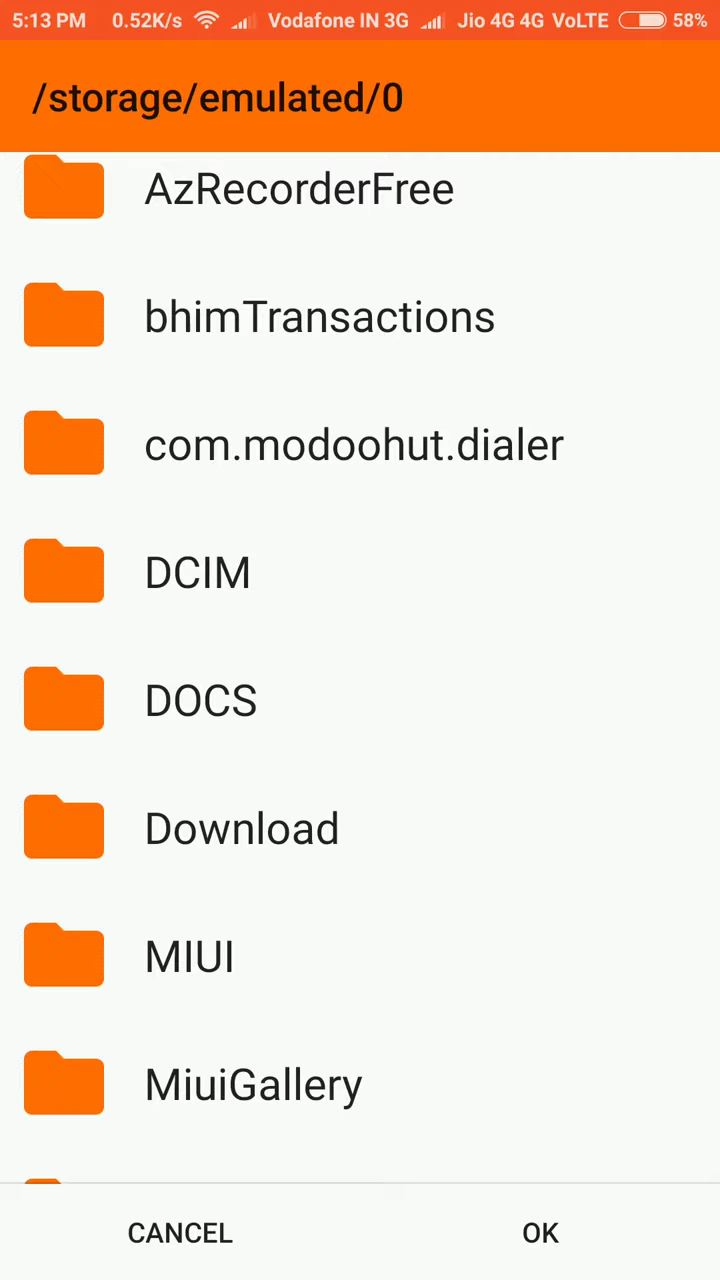 5:13 PM 0.52K/s Vodafone IN 3G Jio 4G 4G VoLTE 58%
/storage/emulated/0
AzRecorderFree
bhimTransactions
com.modoohut.dialer
DCIM
DOCS
Download
MIUI
MiuiGallery
CANCEL OK